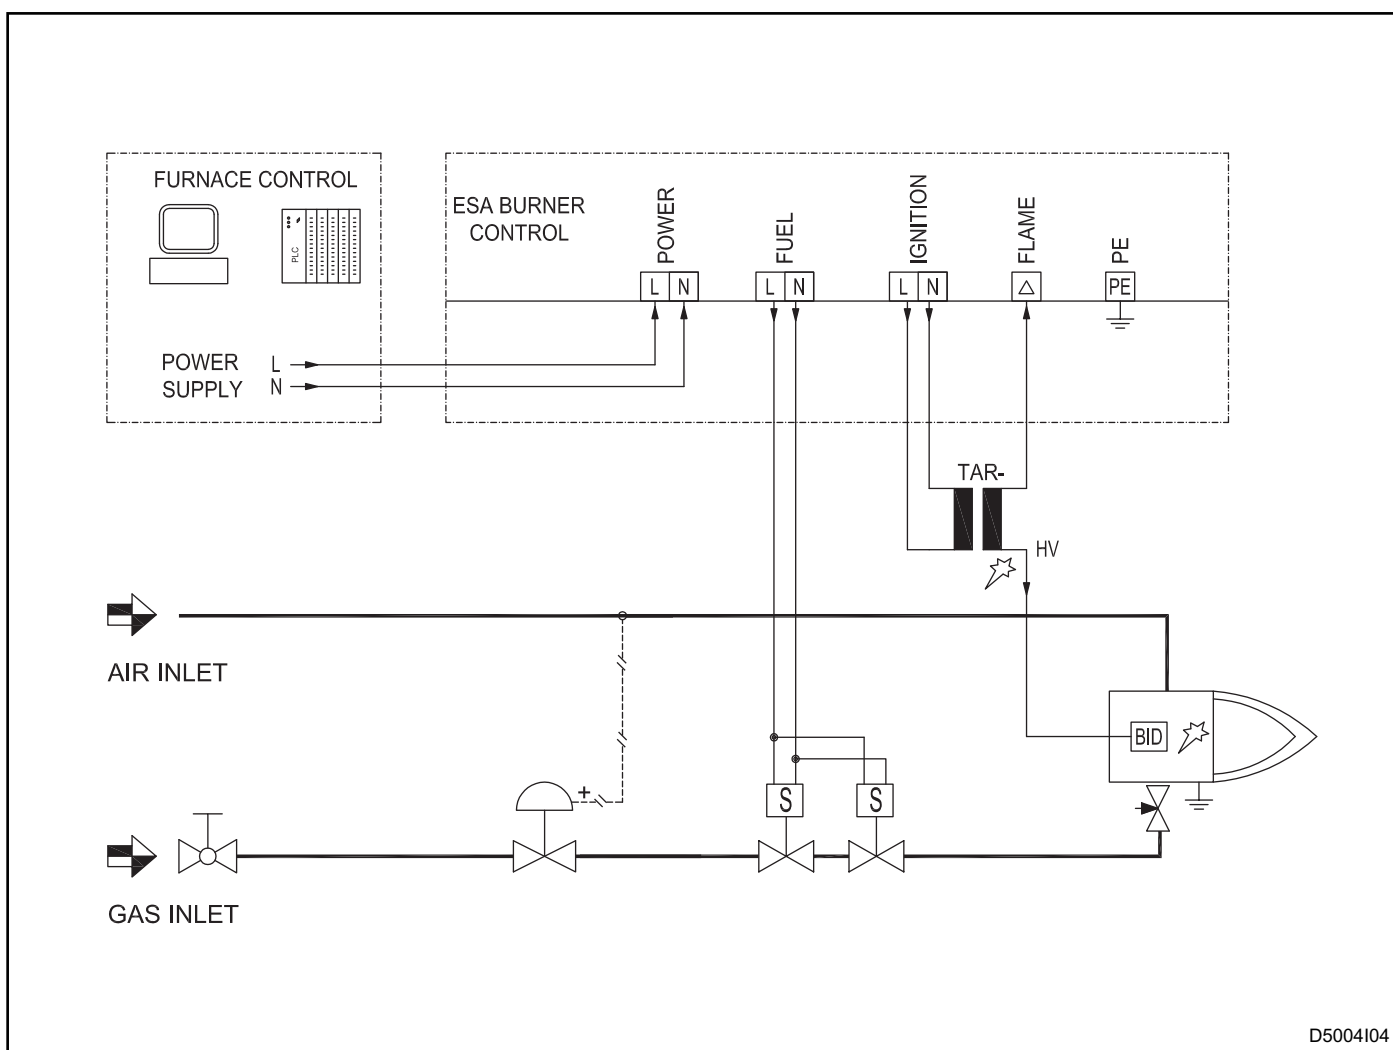 FURNACE CONTROL
PLC
POWER L
SUPPLY N
ESA BURNER
CONTROL
POWER
L N
FUEL
L N
IGNITION
L N
FLAME
△
PE
PE
TAR-
HV
AIR INLET
BID
+
S
S
GAS INLET
D5004I04